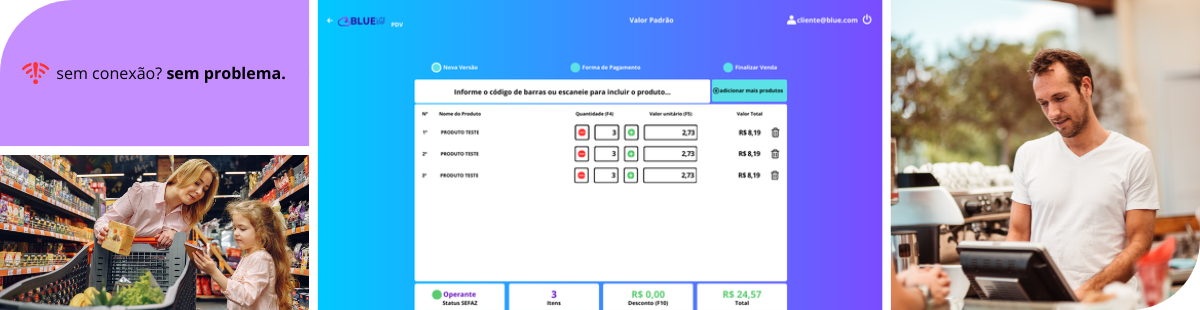 sem conexão? sem problema.
BLUE
PDV
Valor Padrão
cliente@blue.com
Nova Versão
Forma de Pagamento
Finalizar Venda
Informe o código de barras ou escaneie para incluir o produto...
adicionar mais produtos
Nº Nome do Produto Quantidade (F4) Valor unitário (F5) Valor Total
1º PRODUTO TESTE 3 2,73 R$ 8,19
2º PRODUTO TESTE 3 2,73 R$ 8,19
3º PRODUTO TESTE 3 2,73 R$ 8,19
Operante 3 R$ 0,00 R$ 24,57
Status SEFAZ Itens Desconto (F10) Total